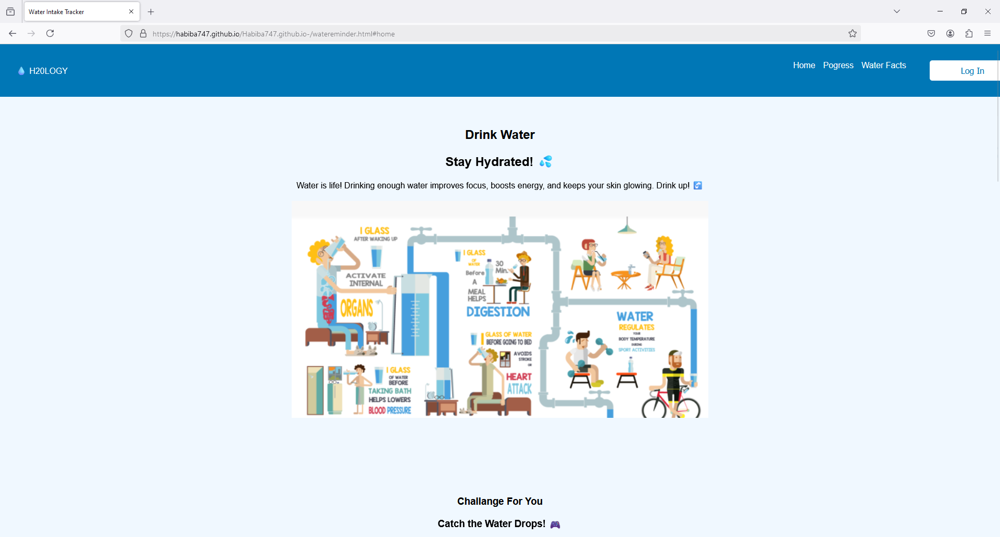 Water Intake Tracker
https://habiba747.github.io/Habiba747.github.io-/watereminder.html#home
H20LOGY
Home
Pogress
Water Facts
Log In
Drink Water
Stay Hydrated!
Water is life! Drinking enough water improves focus, boosts energy, and keeps your skin glowing. Drink up!
I GLASS
AFTER WAKING UP
ACTIVATE
INTERNAL
ORGANS
I GLASS
OF
WATER
30
Min.
Before
A
MEAL
HELPS
DIGESTION
WATER
REGULATES
YOUR
BODY TEMPERATURE
DURING
SPORT ACTIVITIES
I GLASS OF WATER
BEFORE GOING TO BED
AVOIDS
STROKE
OR
HEART
ATTACK
I GLASS
OF WATER
BEFORE
TAKING BATH
HELPS LOWERS
BLOOD PRESSURE
Challange For You
Catch the Water Drops!